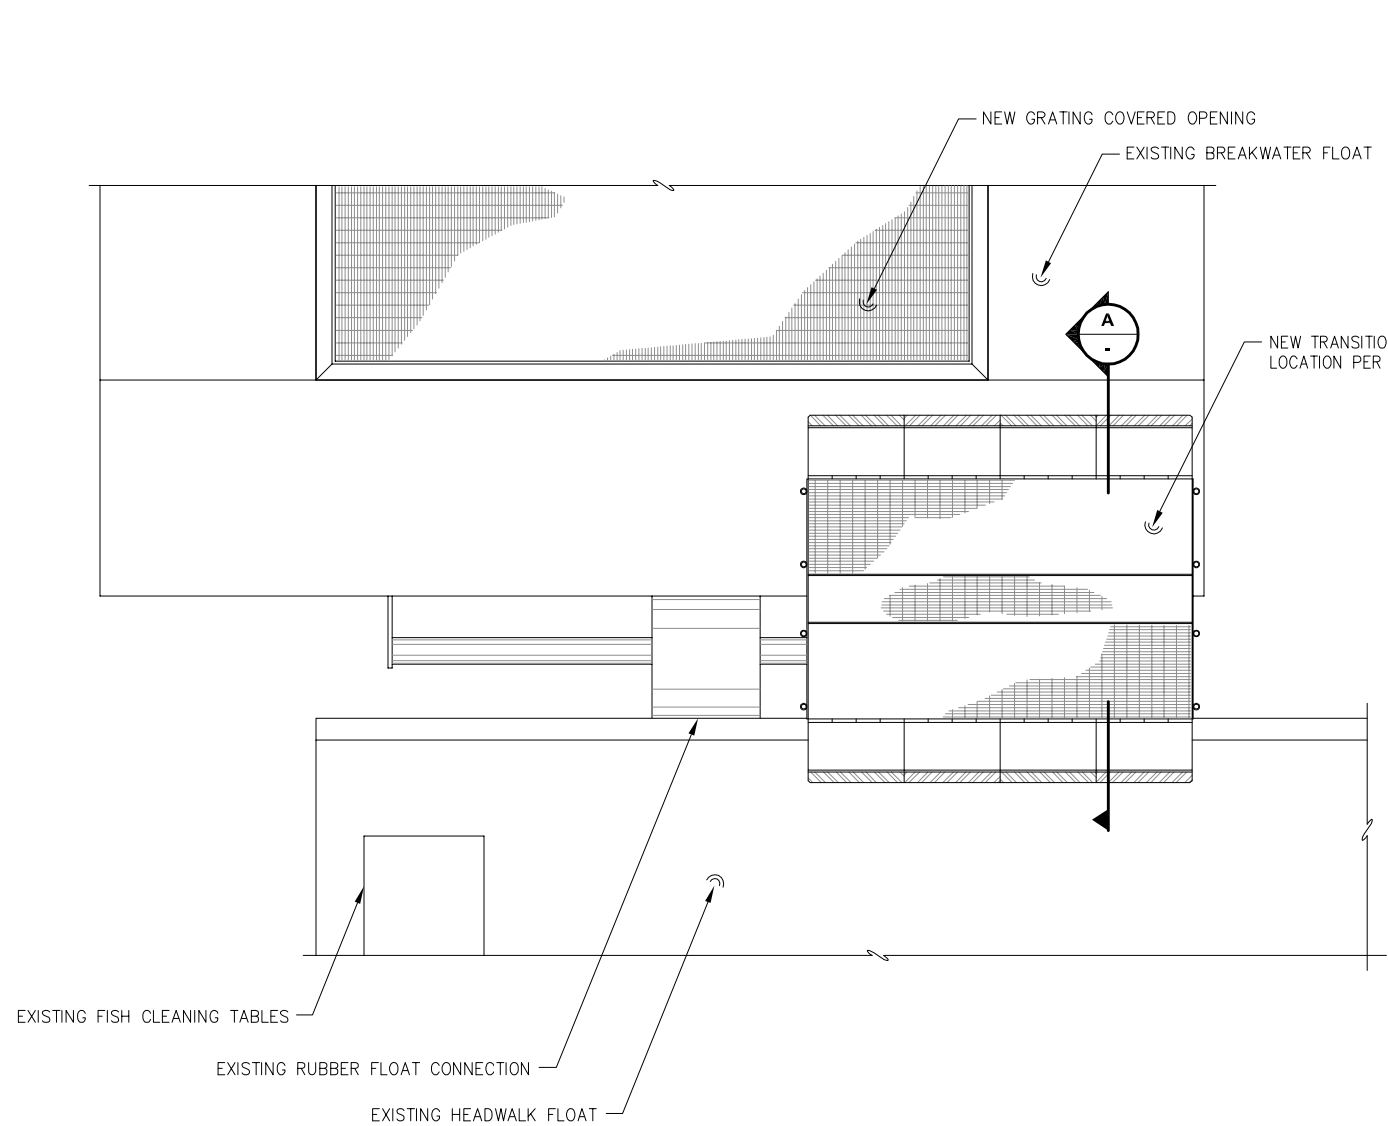 NEW GRATING COVERED OPENING
EXISTING BREAKWATER FLOAT
A
-
NEW TRANSITIO
LOCATION PER
EXISTING FISH CLEANING TABLES
EXISTING RUBBER FLOAT CONNECTION
EXISTING HEADWALK FLOAT